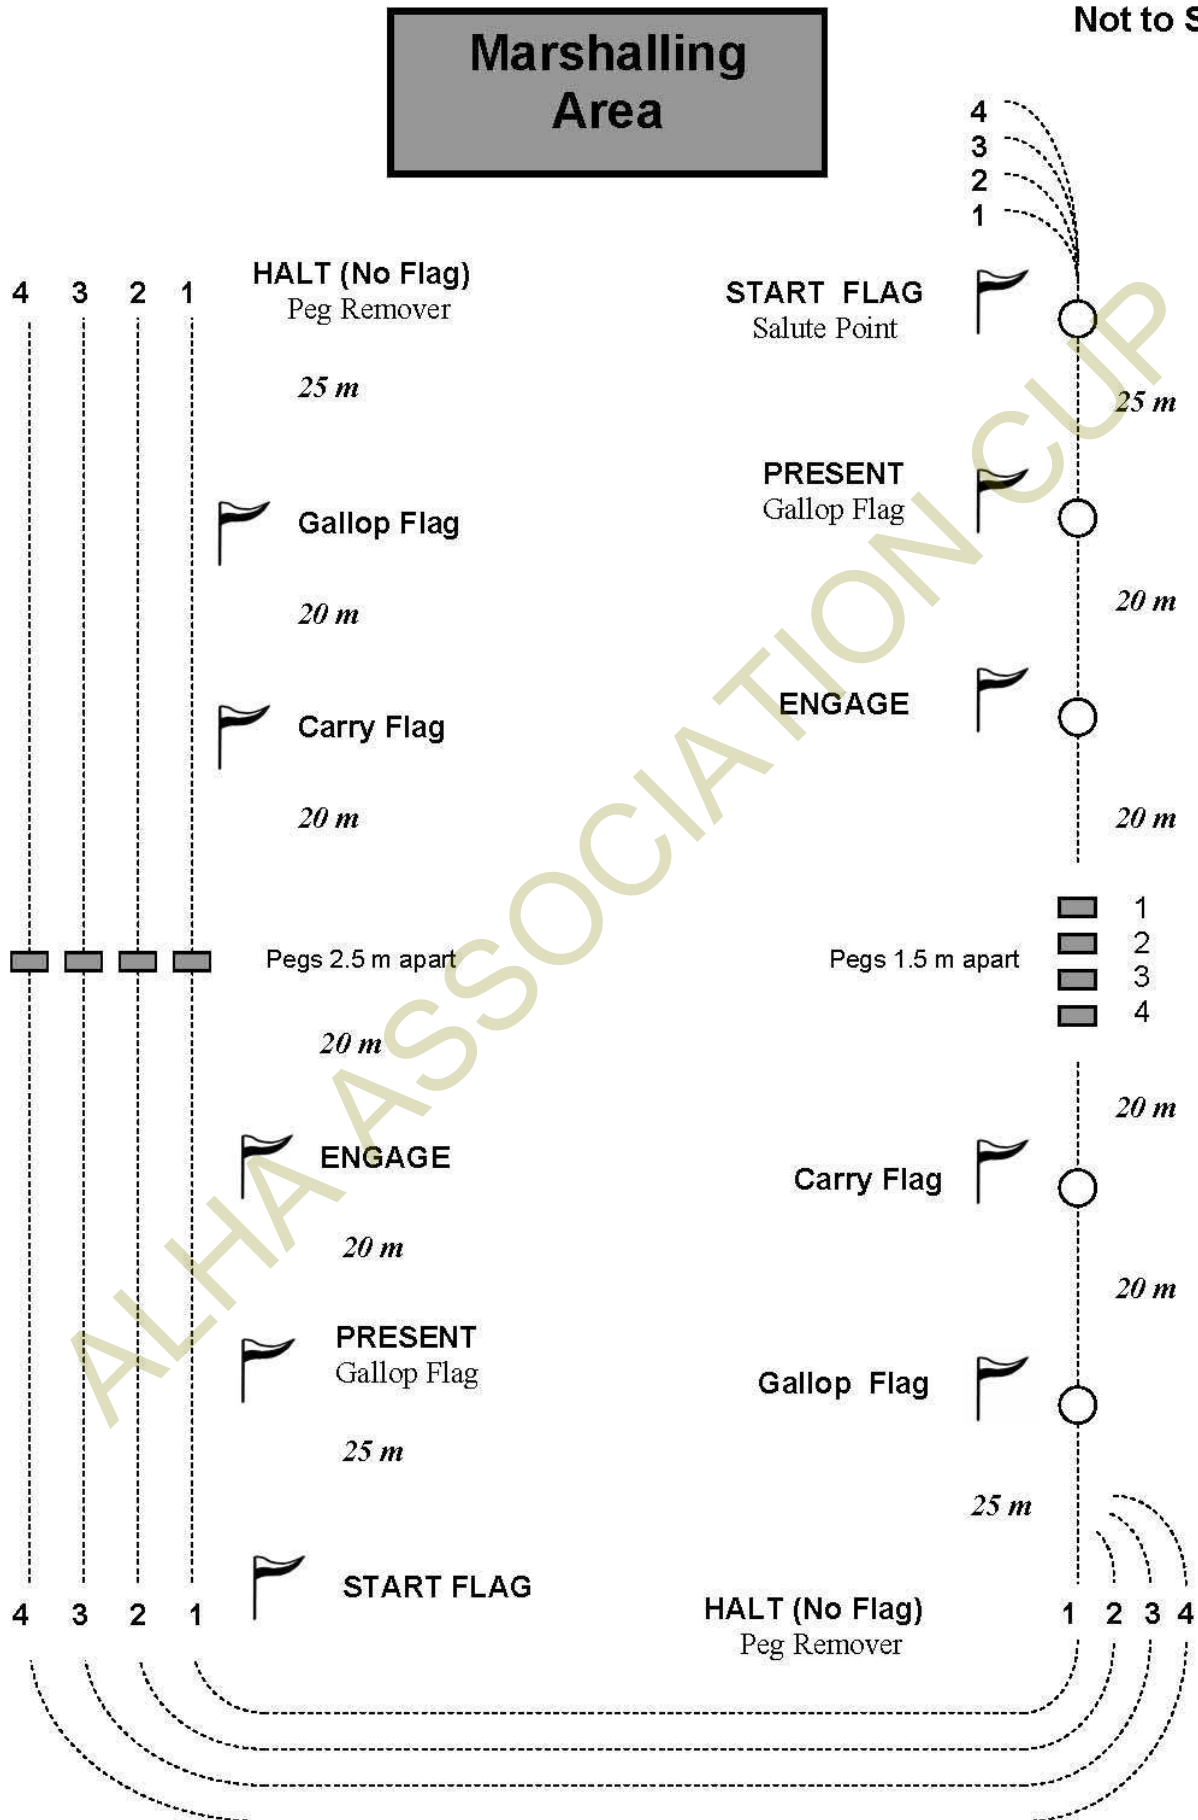 Not to S
Marshalling
Area
4
3
2
1
HALT (No Flag)
Peg Remover
4 3 2 1
START FLAG
Salute Point
25 m
25 m
PRESENT
Gallop Flag
Gallop Flag
20 m
20 m
ENGAGE
Carry Flag
20 m
20 m
1
Pegs 2.5 m apart
Pegs 1.5 m apart
2
3
4
20 m
20 m
ENGAGE
Carry Flag
20 m
20 m
PRESENT
Gallop Flag
Gallop Flag
25 m
25 m
START FLAG
4 3 2 1
HALT (No Flag)
Peg Remover
1 2 3 4
ALHA ASSOCIATION CUP